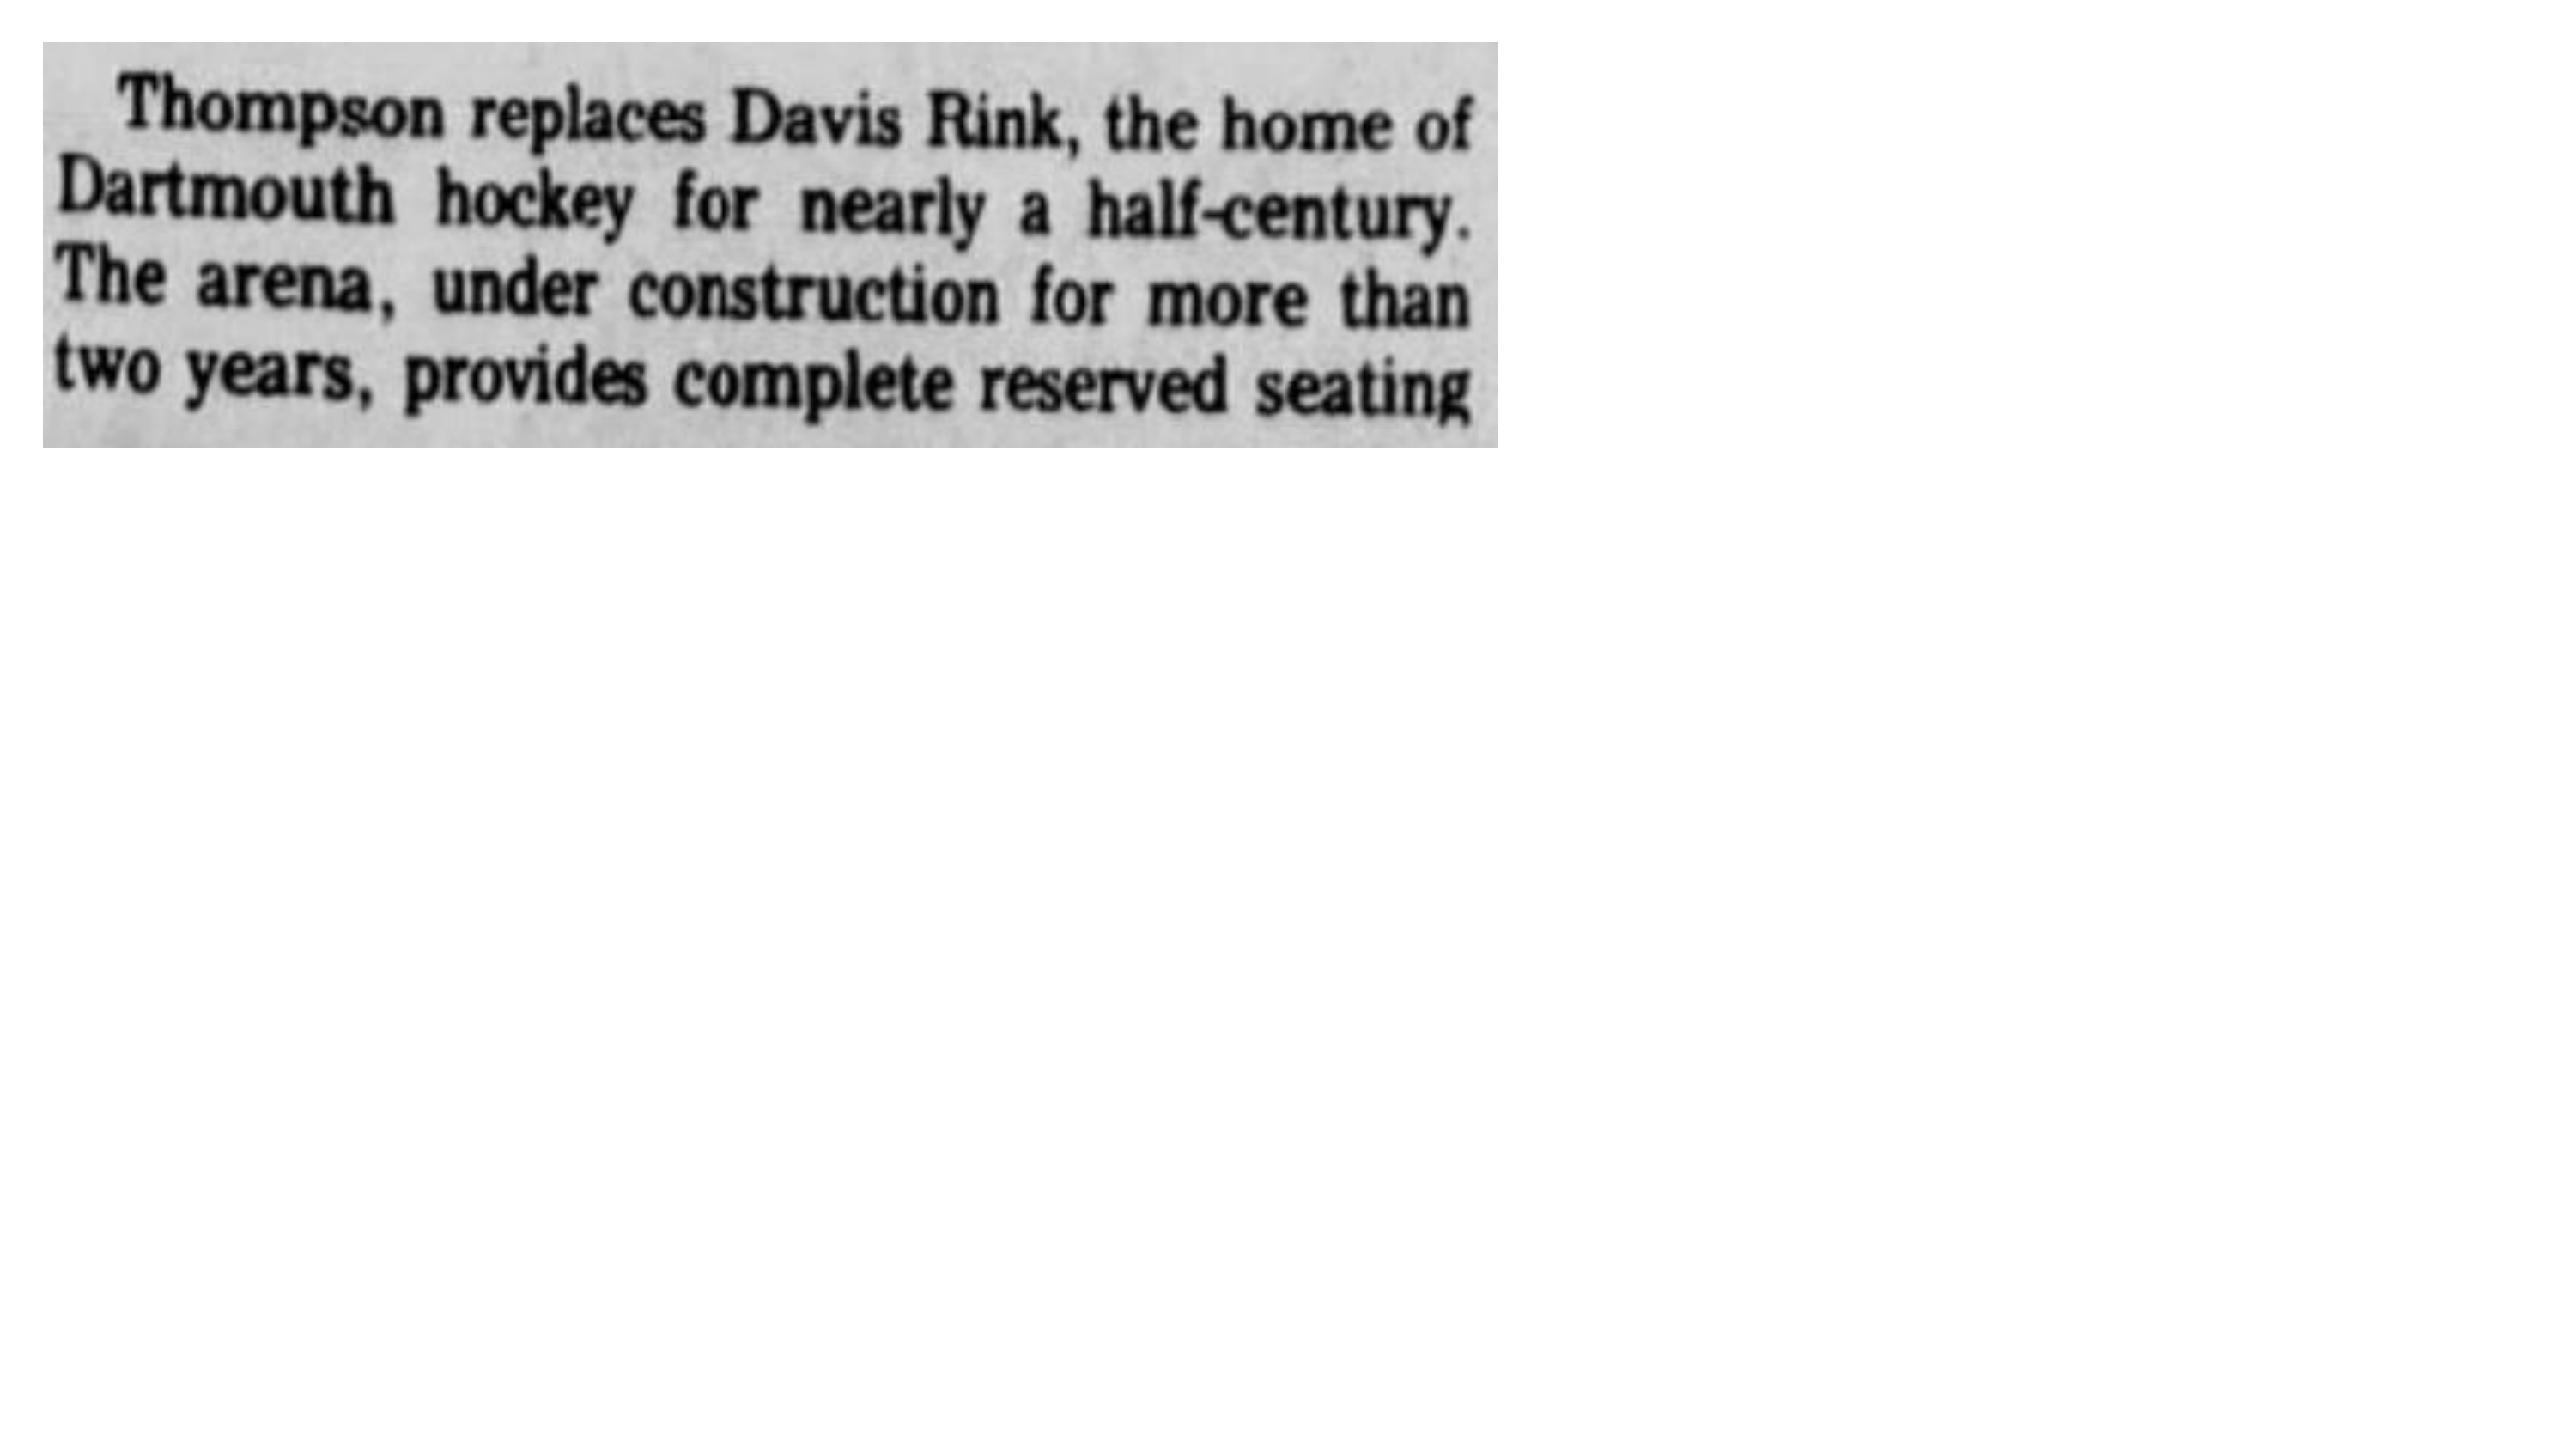 Thompson replaces Davis Rink, the home of
Dartmouth hockey for nearly a half-century.
The arena, under construction for more than
two years, provides complete reserved seating